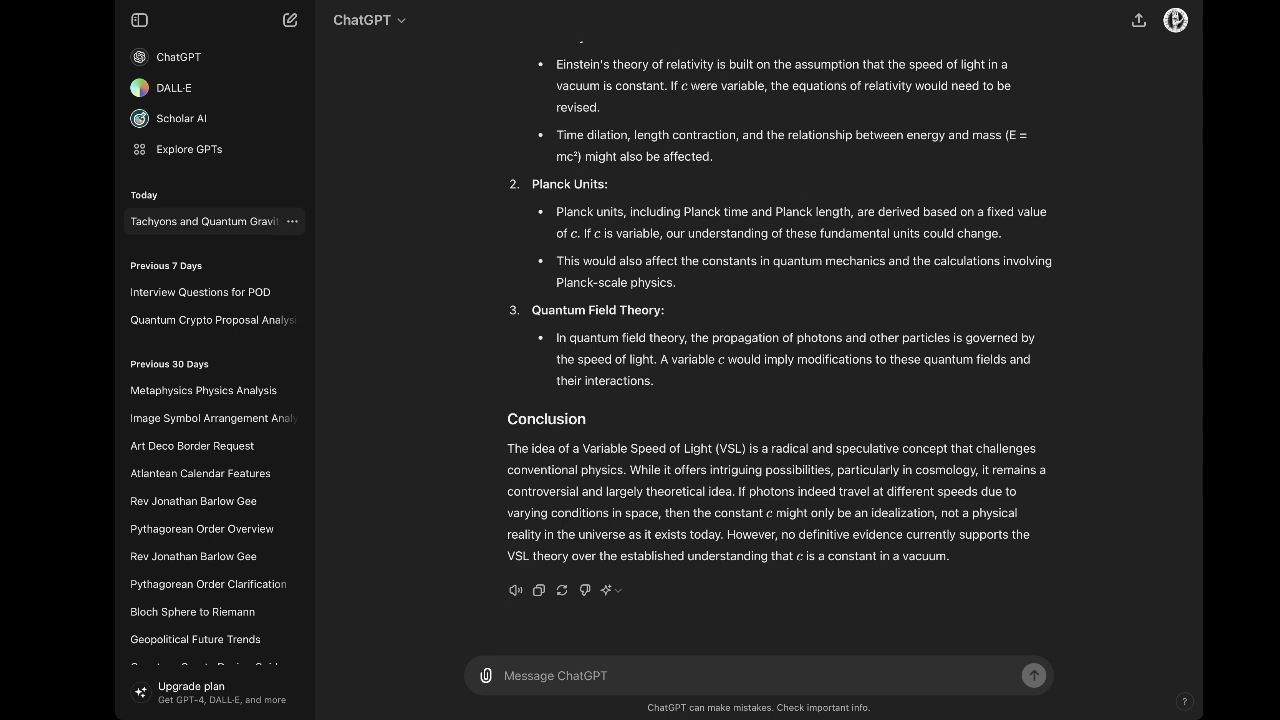 ChatGPT
DALL·E
Scholar AI
Explore GPTs
Today
Tachyons and Quantum Gravit
Previous 7 Days
Interview Questions for POD
Quantum Crypto Proposal Analysi
Previous 30 Days
Metaphysics Physics Analysis
Image Symbol Arrangement Analy
Art Deco Border Request
Atlantean Calendar Features
Rev Jonathan Barlow Gee
Pythagorean Order Overview
Rev Jonathan Barlow Gee
Pythagorean Order Clarification
Bloch Sphere to Riemann
Geopolitical Future Trends
Upgrade plan
Get GPT-4, DALL·E, and more
ChatGPT
• Einstein's theory of relativity is built on the assumption that the speed of light in a
vacuum is constant. If c were variable, the equations of relativity would need to be
revised.
• Time dilation, length contraction, and the relationship between energy and mass (E =
mc²) might also be affected.
2. Planck Units:
• Planck units, including Planck time and Planck length, are derived based on a fixed value
of c. If c is variable, our understanding of these fundamental units could change.
• This would also affect the constants in quantum mechanics and the calculations involving
Planck-scale physics.
3. Quantum Field Theory:
• In quantum field theory, the propagation of photons and other particles is governed by
the speed of light. A variable c would imply modifications to these quantum fields and
their interactions.
Conclusion
The idea of a Variable Speed of Light (VSL) is a radical and speculative concept that challenges
conventional physics. While it offers intriguing possibilities, particularly in cosmology, it remains a
controversial and largely theoretical idea. If photons indeed travel at different speeds due to
varying conditions in space, then the constant c might only be an idealization, not a physical
reality in the universe as it exists today. However, no definitive evidence currently supports the
VSL theory over the established understanding that c is a constant in a vacuum.
Message ChatGPT
ChatGPT can make mistakes. Check important info.
?